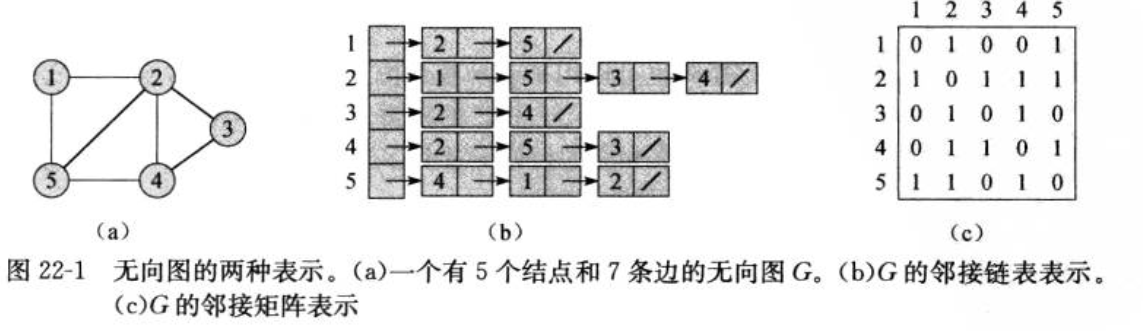 1 2 3 4 5
1 2 5 / 1 0 1 0 0 1
1 2 2 1 5 3 4 / 2 1 0 1 1 1
3 3 2 4 / 3 0 1 0 1 0
5 4 4 2 5 3 / 4 0 1 1 0 1
5 4 1 2 / 5 1 1 0 1 0
(a) (b) (c)
图 22-1 无向图的两种表示。(a)一个有 5 个结点和 7 条边的无向图 G。(b)G 的邻接链表表示。
(c)G 的邻接矩阵表示